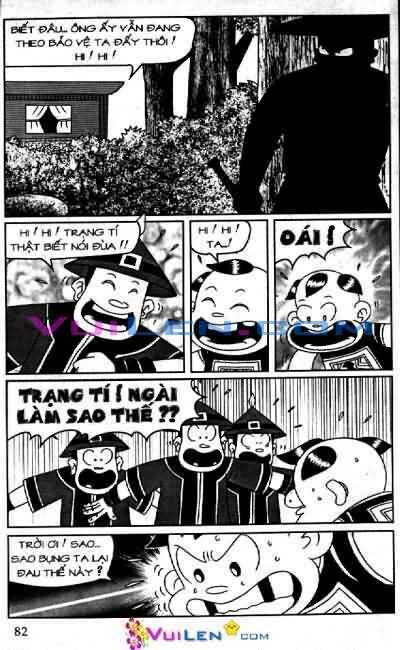 BIẾT ĐÂU... ÔNG ẤY VẪN ĐANG
THEO BẢO VỆ TA ĐẤY THÔI!
HI! HI!
HI! HI! TRẠNG TÍ
THẬT BIẾT NÓI ĐÙA!!
HI! HI!
TA...!
OÁI!
TRẠNG TÍ! NGÀI
LÀM SAO THẾ??
TRỜI ƠI! SAO...
SAO BỤNG TA LẠI
ĐAU THẾ NÀY?
VUILEN.COM
82
VUILEN.COM